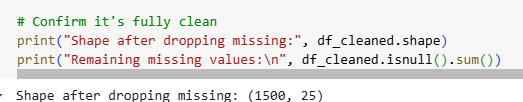 # Confirm it's fully clean
print("Shape after dropping missing:", df_cleaned.shape)
print("Remaining missing values:\n", df_cleaned.isnull().sum())
Shape after dropping missing: (1500, 25)